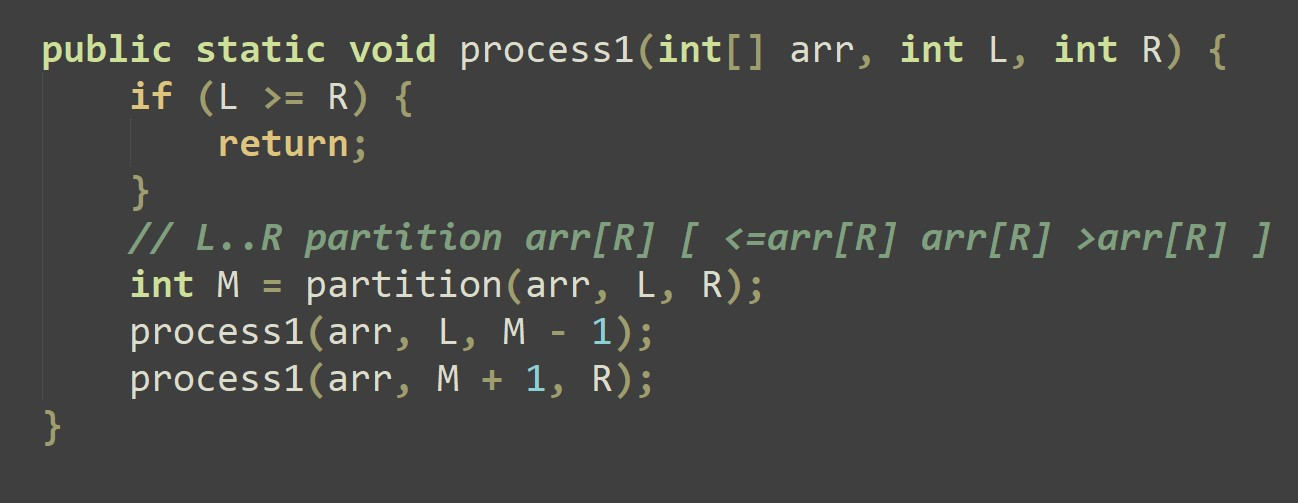 public static void process1(int[] arr, int L, int R) {
    if (L >= R) {
        return;
    }
    // L..R partition arr[R] [ <=arr[R] arr[R] >arr[R] ]
    int M = partition(arr, L, R);
    process1(arr, L, M - 1);
    process1(arr, M + 1, R);
}